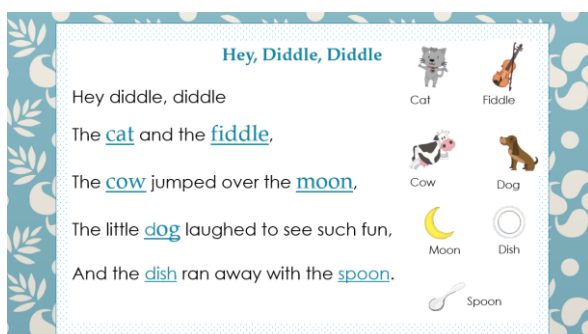 Hey, Diddle, Diddle
Hey diddle, diddle
The cat and the fiddle,
The cow jumped over the moon,
The little dog laughed to see such fun,
And the dish ran away with the spoon.
Cat Fiddle
Cow Dog
Moon Dish
Spoon